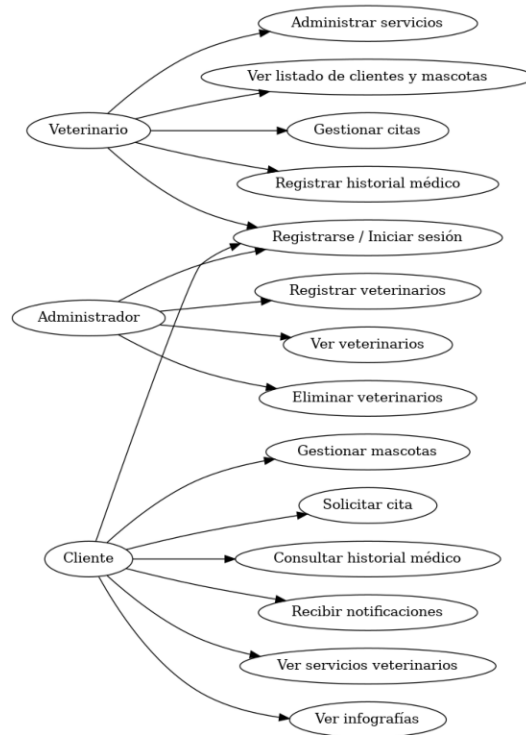 Administrar servicios
Ver listado de clientes y mascotas
Veterinario
Gestionar citas
Registrar historial médico
Registrarse / Iniciar sesión
Registrar veterinarios
Administrador
Ver veterinarios
Eliminar veterinarios
Gestionar mascotas
Solicitar cita
Cliente
Consultar historial médico
Recibir notificaciones
Ver servicios veterinarios
Ver infografías